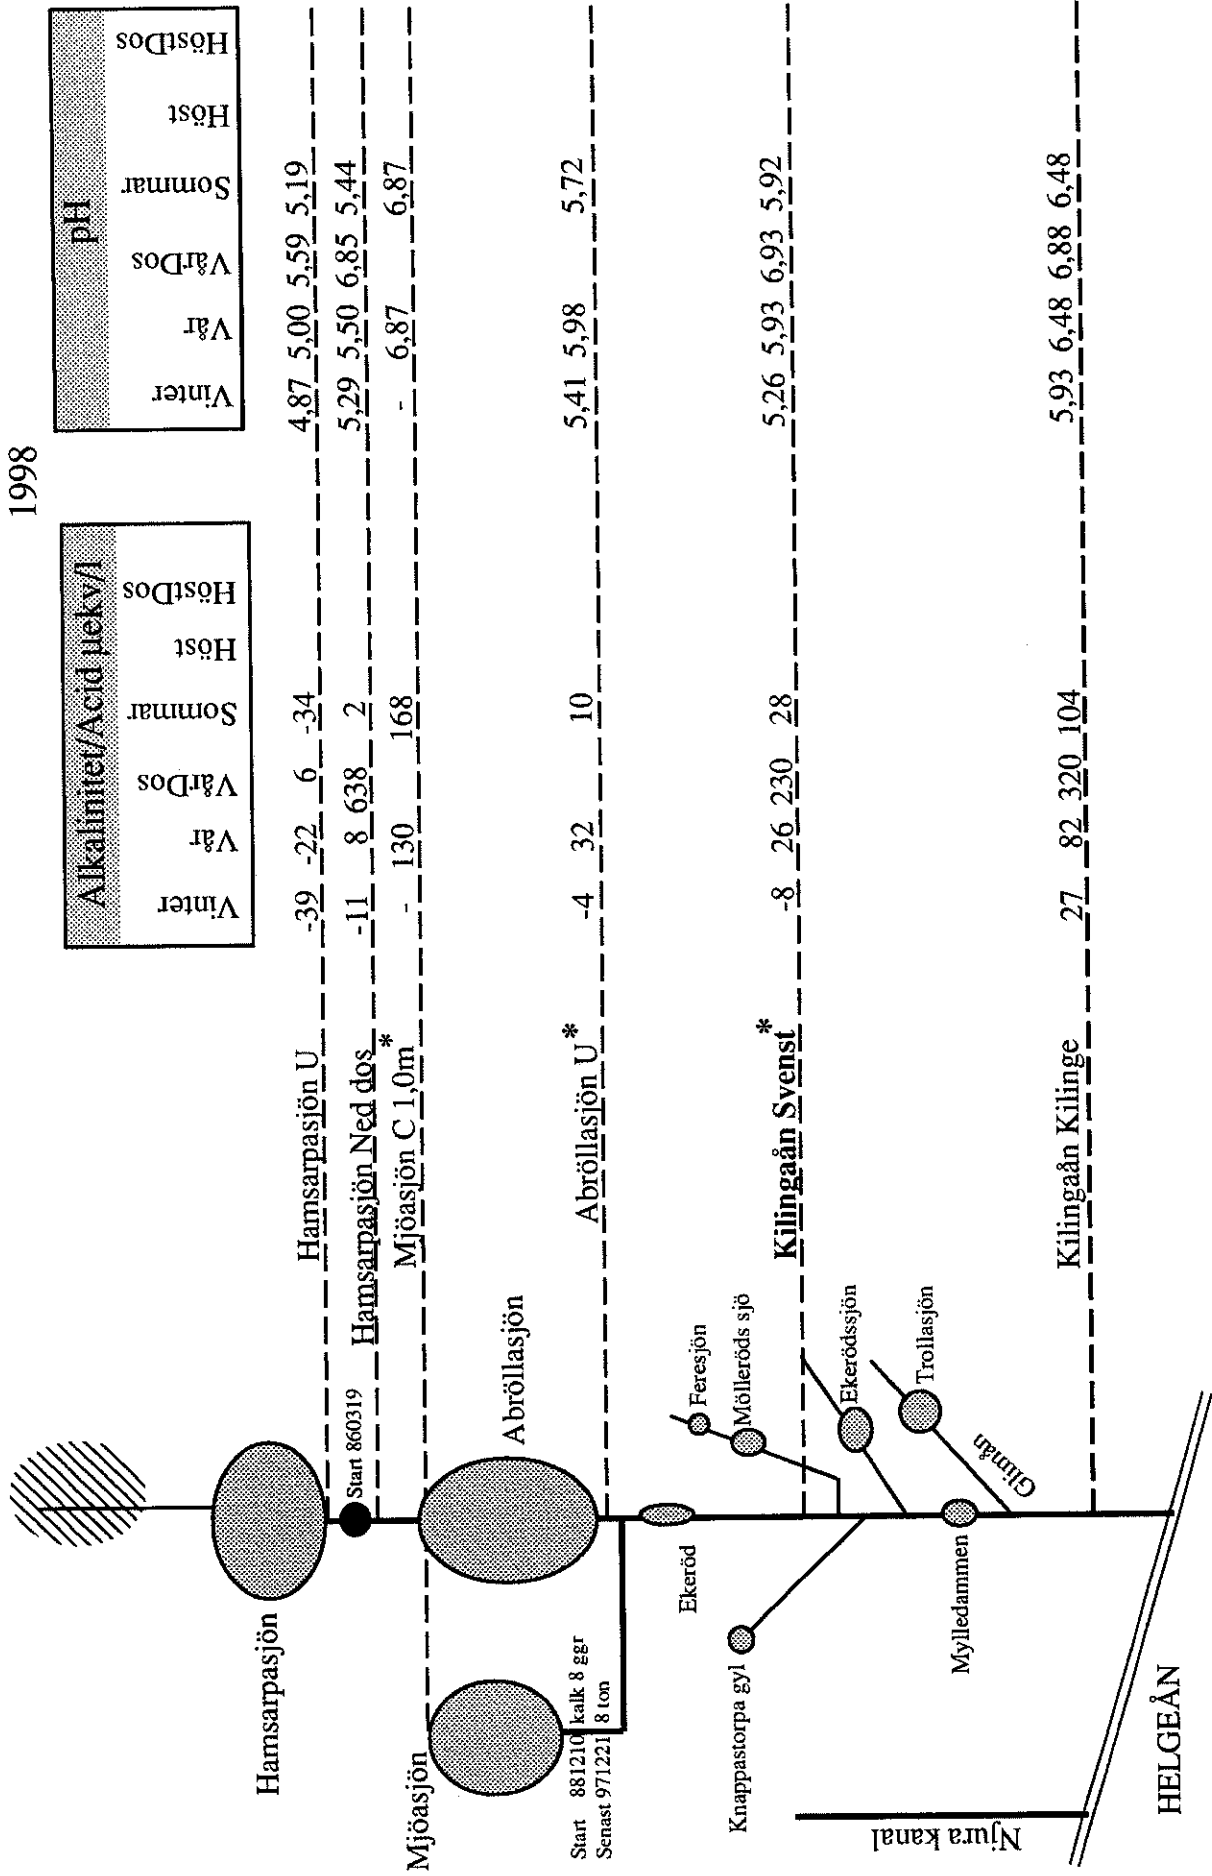 1998
Alkalinitet/Acid µekv/l
Vinter Vår VårDos Sommar Höst HöstDos
pH
Vinter Vår VårDos Sommar Höst HöstDos
Hamsarpasjön
Hamsarpasjön U -39 -22 6 -34 4,87 5,00 5,59 5,19
Start 860319
Hamsarpasjön Ned dos -11 8 638 2 5,29 5,50 6,85 5,44
Mjöasjön
Mjöasjön C 1,0m* - 130 168 - 6,87 6,87
Abröllasjön
Start 881210 kalk 8 ggr
Senast 971221 8 ton
Abröllasjön U* -4 32 10 5,41 5,98 5,72
Ekeröd
Feresjön
Mölleröds sjö
Knappastorpa gyl
Kilingaån Svenst* -8 26 230 28 5,26 5,93 6,93 5,92
Ekerödssjön
Trollasjön
Mylledammen
Glimån
Kilingaån Kilinge 27 82 320 104 5,93 6,48 6,88 6,48
Njura kanal
HELGEÅN